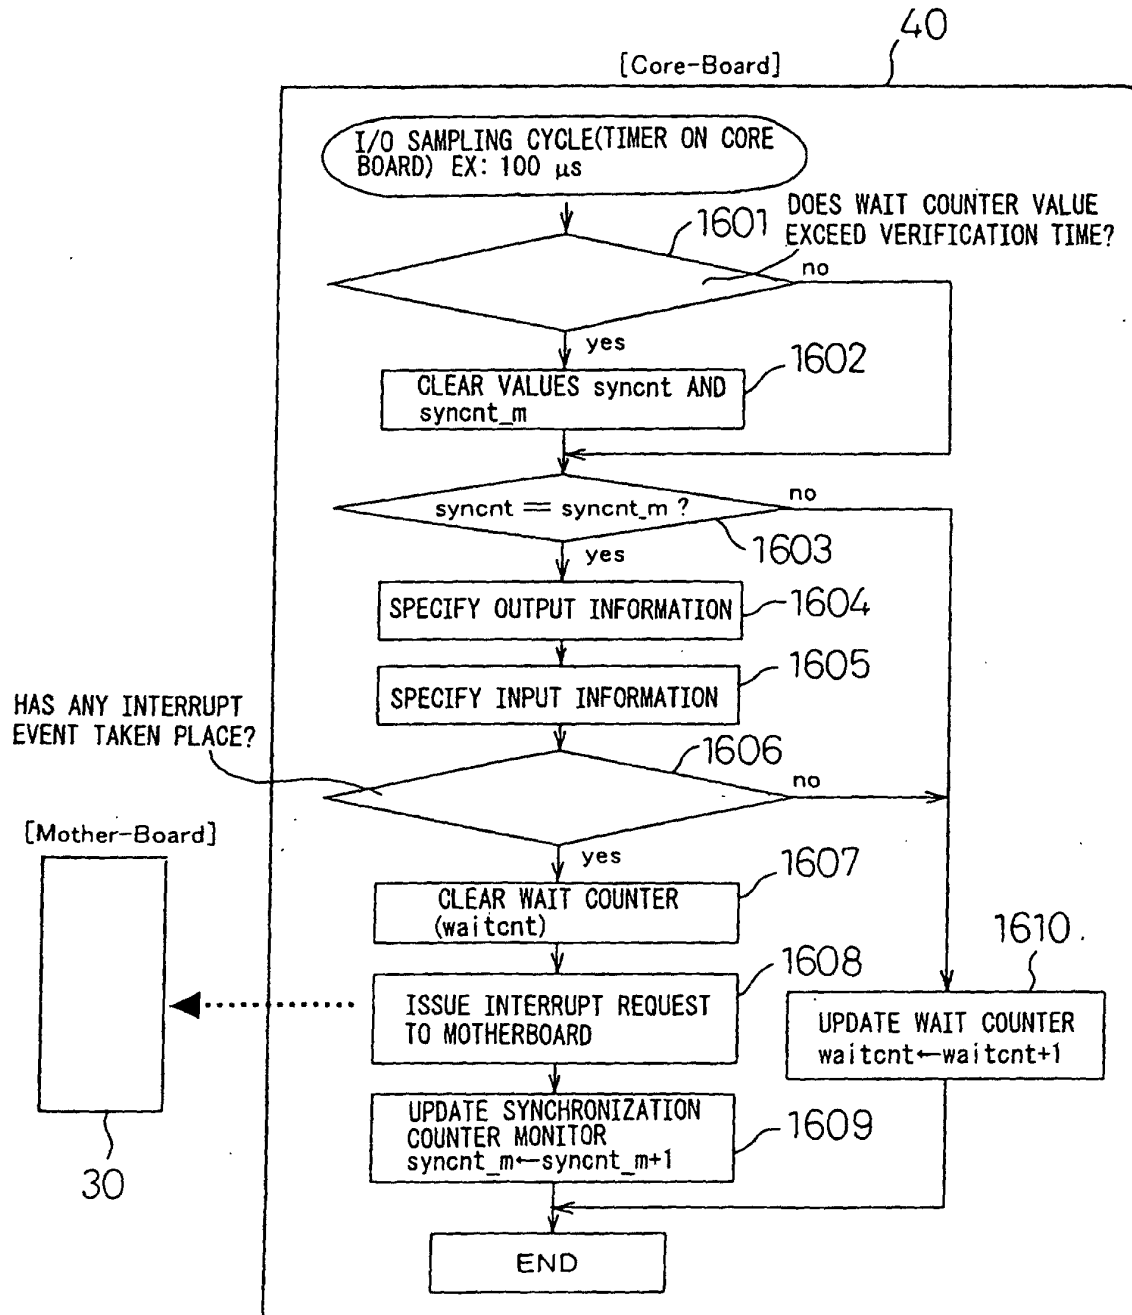 40
[Core-Board]
I/O SAMPLING CYCLE(TIMER ON CORE
BOARD) EX: 100 μs
1601
DOES WAIT COUNTER VALUE
EXCEED VERIFICATION TIME?
no
yes
1602
CLEAR VALUES syncnt AND
syncnt_m
syncnt == syncnt_m ?
no
1603
yes
SPECIFY OUTPUT INFORMATION
1604
1605
SPECIFY INPUT INFORMATION
HAS ANY INTERRUPT
EVENT TAKEN PLACE?
1606
no
[Mother-Board]
yes
1607
CLEAR WAIT COUNTER
(waitcnt)
1608
ISSUE INTERRUPT REQUEST
TO MOTHERBOARD
1610
UPDATE WAIT COUNTER
waitcnt←waitcnt+1
UPDATE SYNCHRONIZATION
COUNTER MONITOR
syncnt_m←syncnt_m+1
1609
30
END